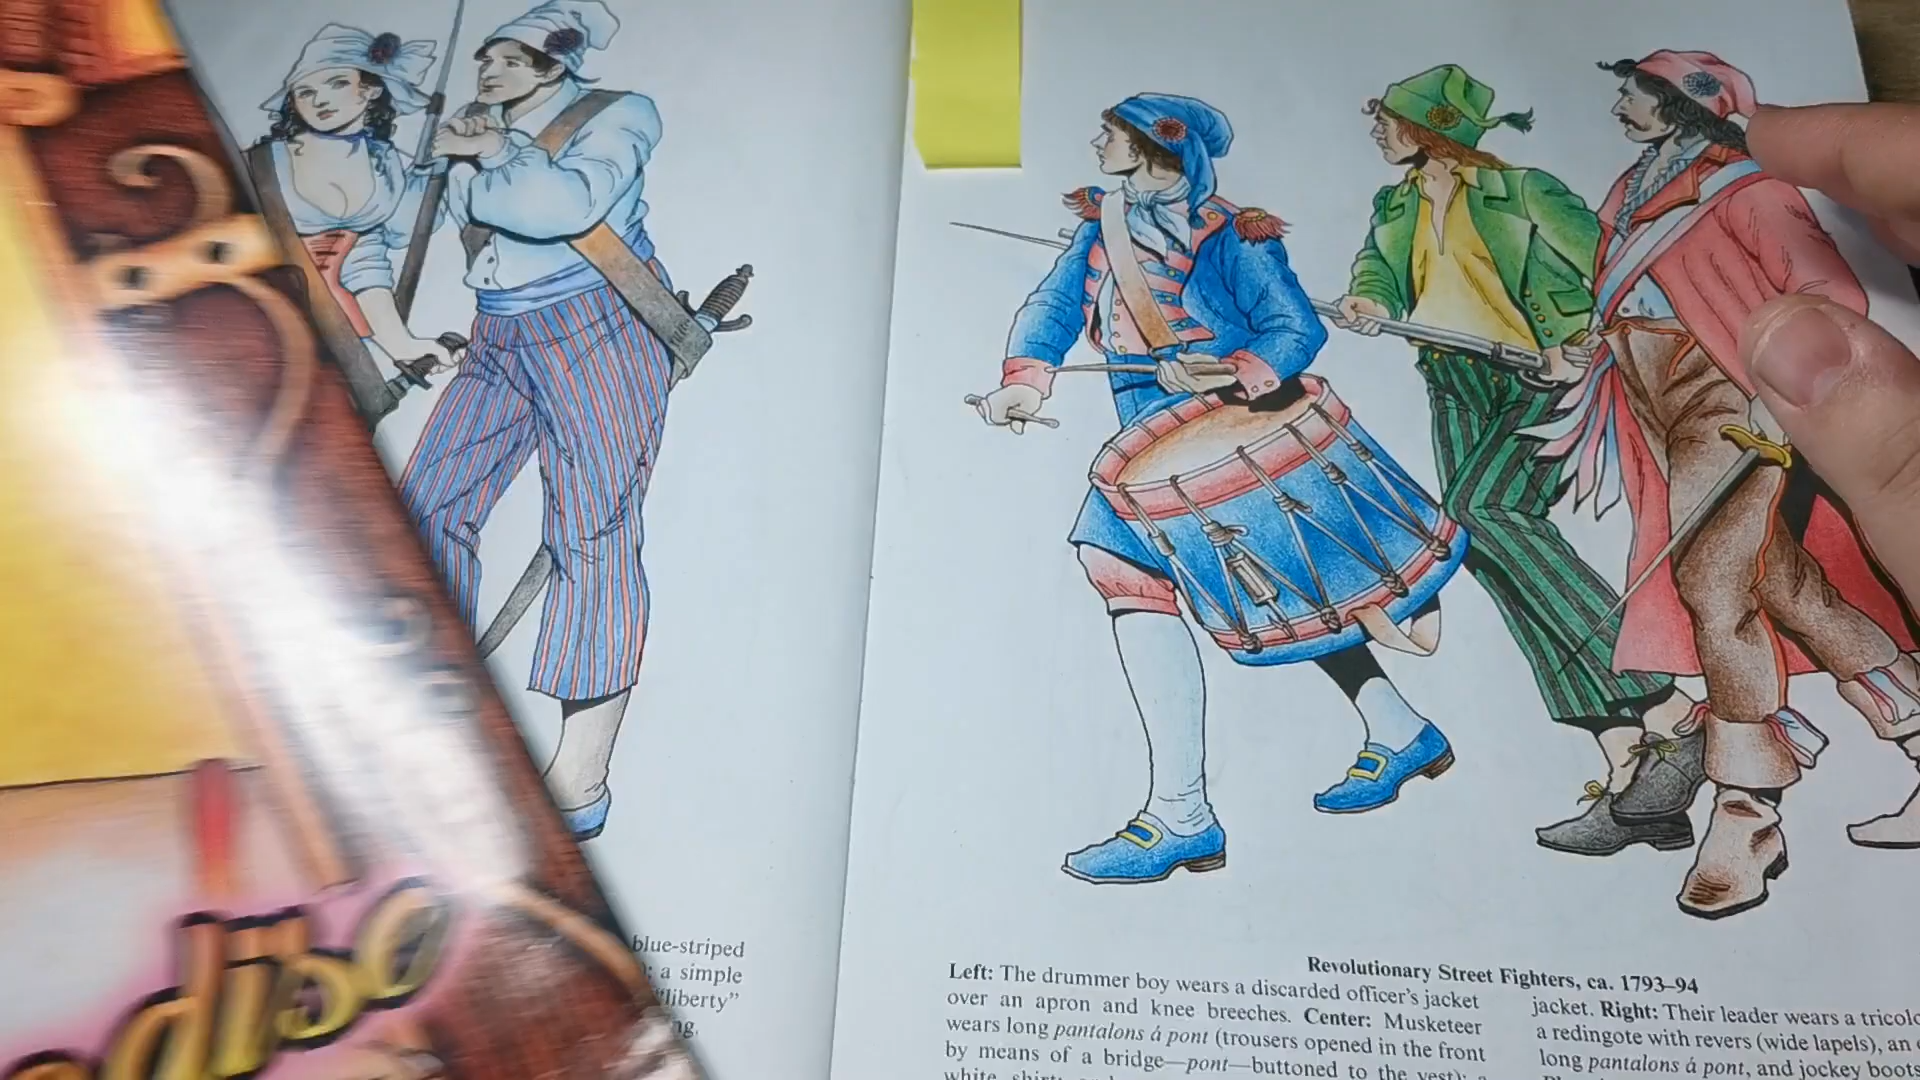 blue-striped
a simple
"liberty"
Revolutionary Street Fighters, ca. 1793–94
Left: The drummer boy wears a discarded officer's jacket
over an apron and knee breeches. Center: Musketeer
wears long pantalons á pont (trousers opened in the front
by means of a bridge—pont—buttoned to the vest); a
white shirt;
jacket. Right: Their leader wears a
a redingote with revers (wide lapels), an
long pantalons á pont, and jockey boots